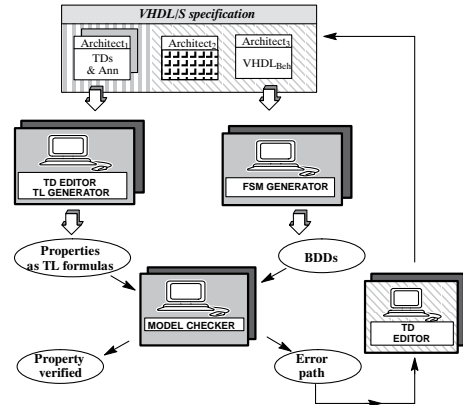 VHDL/S specification
Architect1
Architect2
Architect3
TDs
& Ann
VHDLBeh
TD EDITOR
TL GENERATOR
FSM GENERATOR
Properties
as TL formulas
BDDs
MODEL CHECKER
TD
EDITOR
Property
verified
Error
path